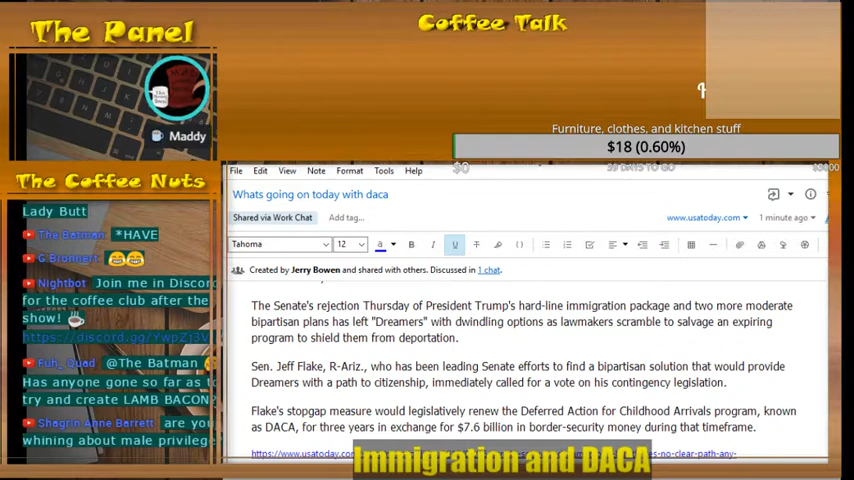 The Panel
Coffee Talk
Maddy
Furniture, clothes, and kitchen stuff
$18 (0.60%)
$0
59 DAYS TO GO
$3000
The Coffee Nuts
Lady Butt
The Batman: *HAVE
G Bronnert:
Nightbot: Join me in Discord
for the coffee club after the
show!
Fuh_Quad: @The Batman
Has anyone gone so far as to
try and create LAMB BACON?
Shagrin Anne Barrett: are you
whining about male privilege
File Edit View Note Format Tools Help
Whats going on today with daca
Shared via Work Chat Add tag...
www.usatoday.com
1 minute ago
Tahoma 12 a B I U T
Created by Jerry Bowen and shared with others. Discussed in 1 chat.
The Senate's rejection Thursday of President Trump's hard-line immigration package and two more moderate
bipartisan plans has left "Dreamers" with dwindling options as lawmakers scramble to salvage an expiring
program to shield them from deportation.
Sen. Jeff Flake, R-Ariz., who has been leading Senate efforts to find a bipartisan solution that would provide
Dreamers with a path to citizenship, immediately called for a vote on his contingency legislation.
Flake's stopgap measure would legislatively renew the Deferred Action for Childhood Arrivals program, known
as DACA, for three years in exchange for $7.6 billion in border-security money during that timeframe.
Immigration and DACA